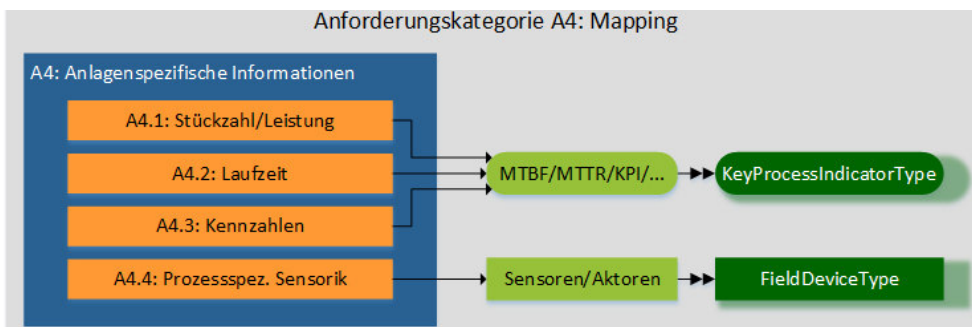 Anforderungskategorie A4: Mapping
A4: Anlagenspezifische Informationen
A4.1: Stückzahl/Leistung
A4.2: Laufzeit
MTBF/MTTR/KPI/...
KeyProcessIndicatorType
A4.3: Kennzahlen
A4.4: Prozessspez. Sensorik
Sensoren/Aktoren
FieldDeviceType